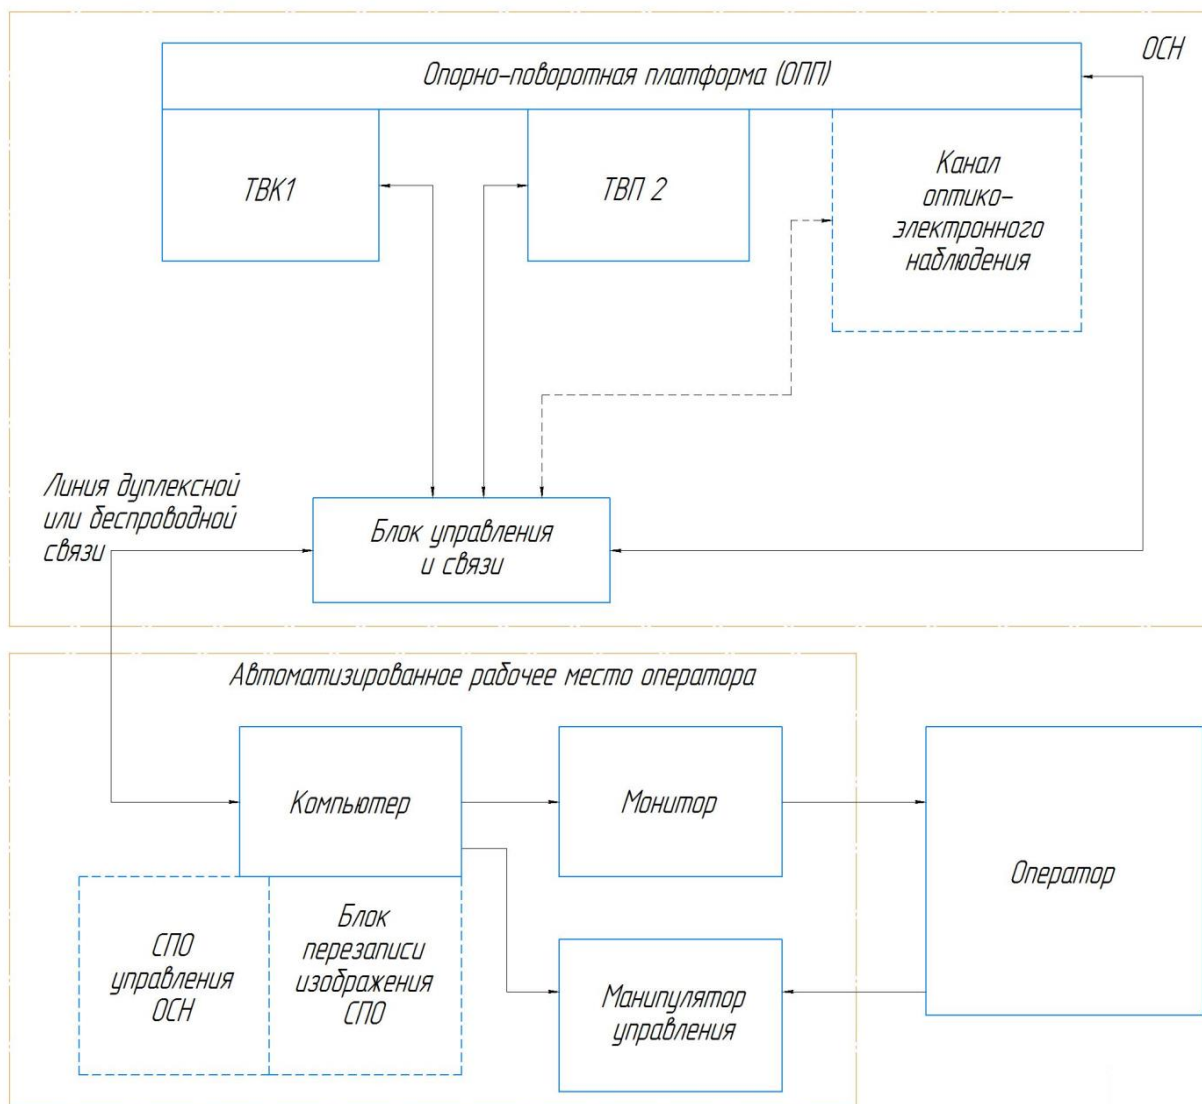 ОСН
Опорно-поворотная платформа (ОПП)
ТВК1
ТВП 2
Канал
оптико-
электронного
наблюдения
Линия дуплексной
или беспроводной
связи
Блок управления
и связи
Автоматизированное рабочее место оператора
Компьютер
Монитор
Оператор
СПО
управления
ОСН
Блок
перезаписи
изображения
СПО
Манипулятор
управления